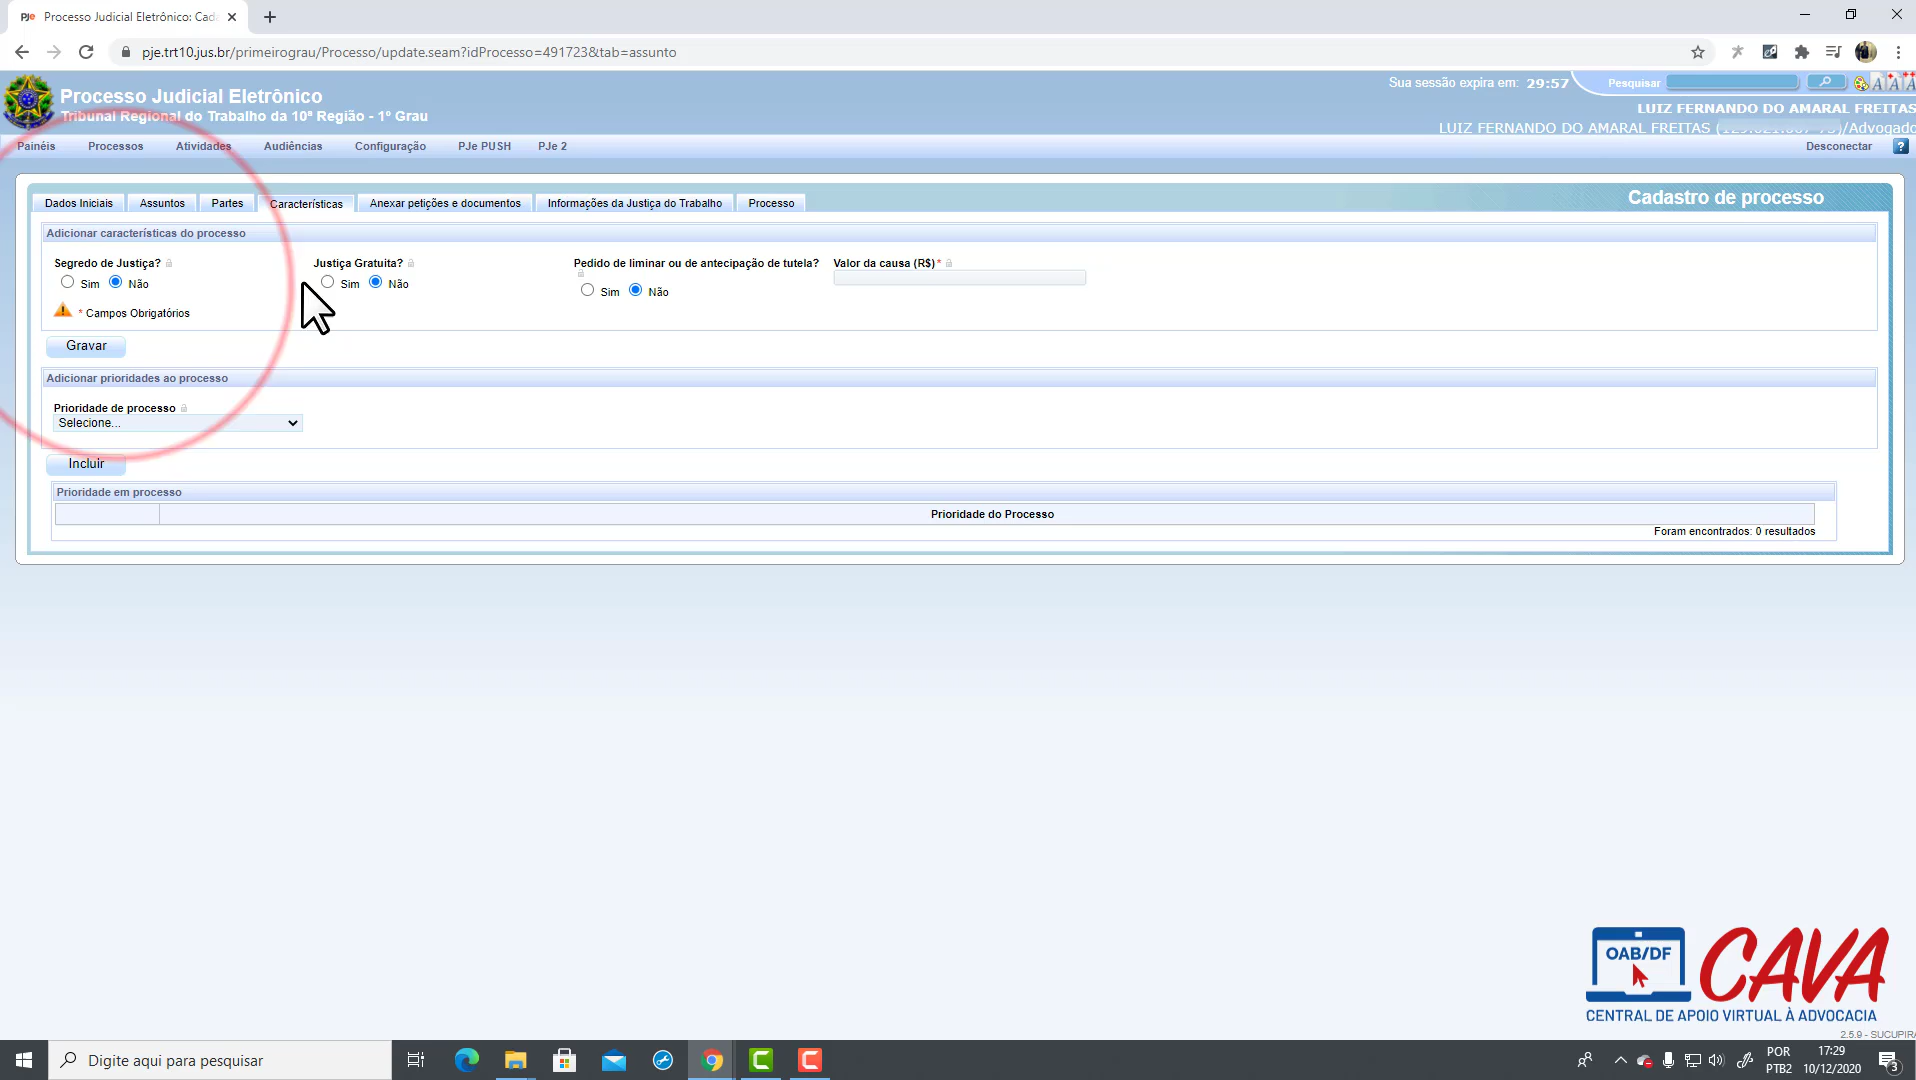 PJe Processo Judicial Eletrônico: Cada
pje.trt10.jus.br/primeirograu/Processo/update.seam?idProcesso=491723&tab=assunto
Processo Judicial Eletrônico
Tribunal Regional do Trabalho da 10ª Região - 1º Grau
Sua sessão expira em: 29:57
Pesquisar
LUIZ FERNANDO DO AMARAL FREITAS
LUIZ FERNANDO DO AMARAL FREITAS /Advogado
Painéis Processos Atividades Audiências Configuração PJe PUSH PJe 2 Desconectar ?
Dados Iniciais Assuntos Partes Características Anexar petições e documentos Informações da Justiça do Trabalho Processo
Cadastro de processo
Adicionar características do processo
Segredo de Justiça? Justiça Gratuita? Pedido de liminar ou de antecipação de tutela? Valor da causa (R$)*
Sim Não Sim Não Sim Não
* Campos Obrigatórios
Gravar
Adicionar prioridades ao processo
Prioridade de processo
Selecione...
Incluir
Prioridade em processo
Prioridade do Processo
Foram encontrados: 0 resultados
OAB/DF
CAVA
CENTRAL DE APOIO VIRTUAL À ADVOCACIA
2.5.9 - SUCUPIRA
Digite aqui para pesquisar
POR
PTB2
17:29
10/12/2020
3